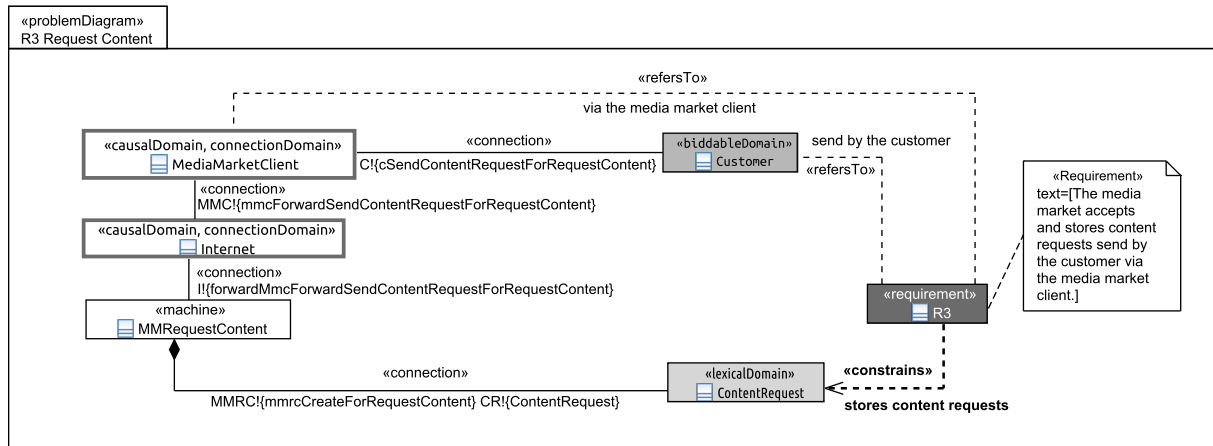 «problemDiagram»
R3 Request Content
«refersTo»
via the media market client
«causalDomain, connectionDomain»
MediaMarketClient
«connection»
C!{cSendContentRequestForRequestContent}
«biddableDomain»
Customer
send by the customer
«refersTo»
«connection»
MMC!{mmcForwardSendContentRequestForRequestContent}
«Requirement»
text=[The media
market accepts
and stores content
requests send by
the customer via
the media market
client.]
«causalDomain, connectionDomain»
Internet
«connection»
I!{forwardMmcForwardSendContentRequestForRequestContent}
«requirement»
R3
«machine»
MMRequestContent
«connection»
MMRC!{mmrcCreateForRequestContent} CR!{ContentRequest}
«lexicalDomain»
ContentRequest
«constrains»
stores content requests